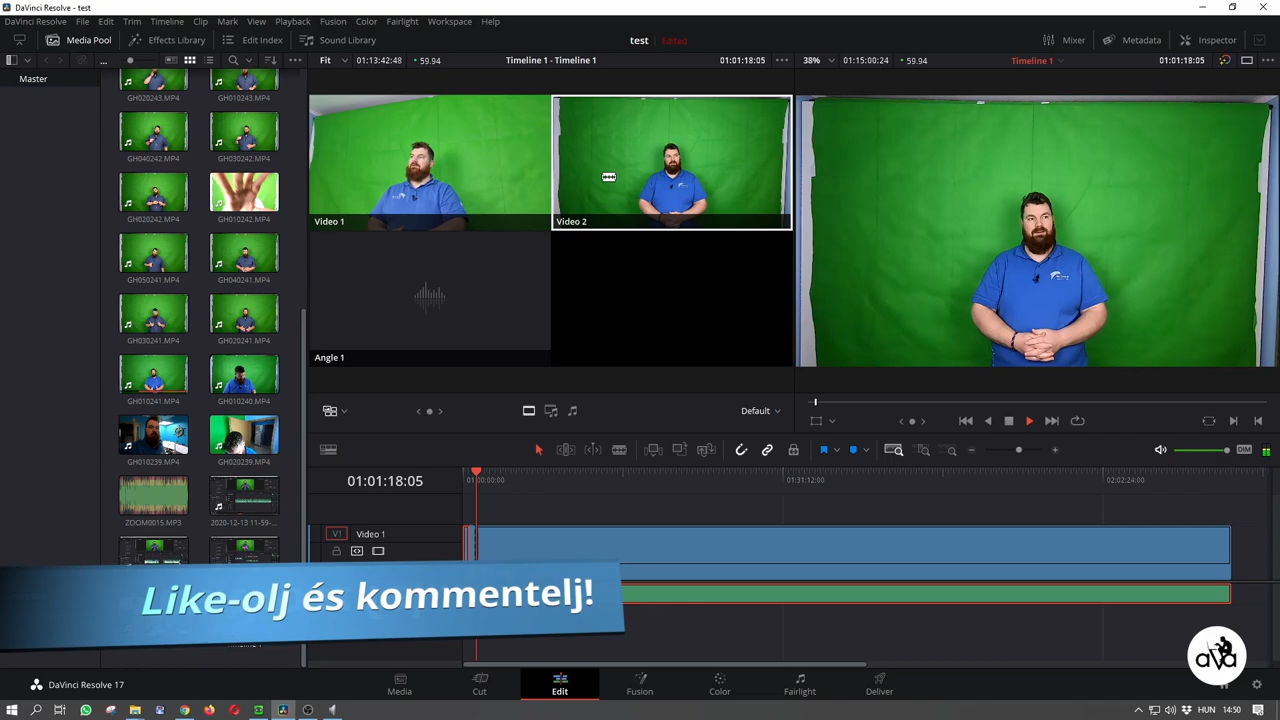 DaVinci Resolve - test
DaVinci Resolve File Edit Trim Timeline Clip Mark View Playback Fusion Color Fairlight Workspace Help
Media Pool Effects Library Edit Index Sound Library test Edited Mixer Metadata Inspector
... Fit 01:13:42:48 59.94 Timeline 1 - Timeline 1 01:01:18:05 38% 01:15:00:24 59.94 Timeline 1 01:01:18:05
Master
GH020243.MP4 GH010243.MP4
GH040242.MP4 GH030242.MP4
GH020242.MP4 GH010242.MP4
GH050241.MP4 GH040241.MP4
GH030241.MP4 GH020241.MP4
GH010241.MP4 GH010240.MP4
GH010239.MP4 GH020239.MP4
ZOOM0015.MP3 2020-12-13 11-59-...
Video 1 Video 2
Angle 1
Default
DIM
01:01:18:05 01:00:00:00 01:31:12:00 02:02:24:00
V1 Video 1
Like-olj és kommentelj!
ava
DaVinci Resolve 17 Media Cut Edit Fusion Color Fairlight Deliver
HUN 14:50